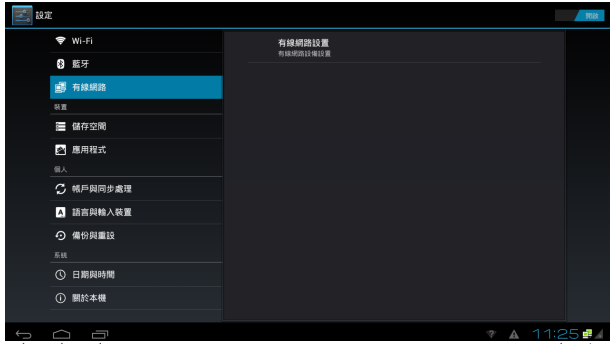 設定
開啟
Wi-Fi
藍牙
有線網路
裝置
儲存空間
應用程式
個人
帳戶與同步處理
語言與輸入裝置
備份與重設
系統
日期與時間
關於本機
有線網路設置
有線網路設備設置
11:25